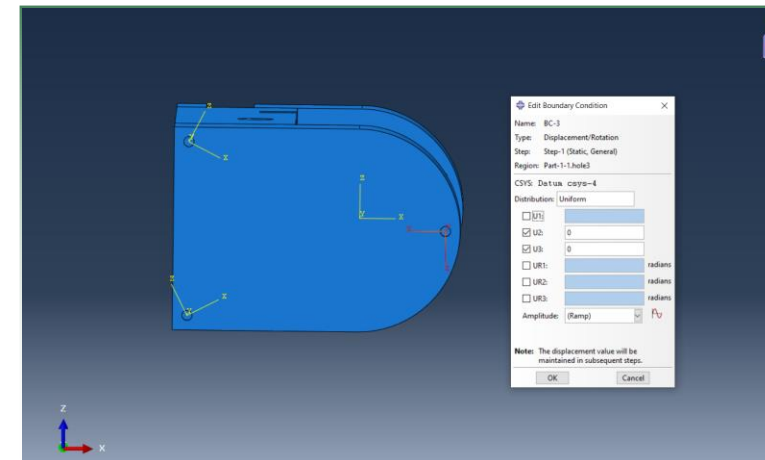 Edit Boundary Condition
Name: BC-3
Type: Displacement/Rotation
Step: Step-1 (Static, General)
Region: Part-1-1.hole3
CSYS: Datum csys-4
Distribution: Uniform
U1:
U2: 0
U3: 0
UR1: radians
UR2: radians
UR3: radians
Amplitude: (Ramp)
Note: The displacement value will be
maintained in subsequent steps.
OK Cancel
Z
X